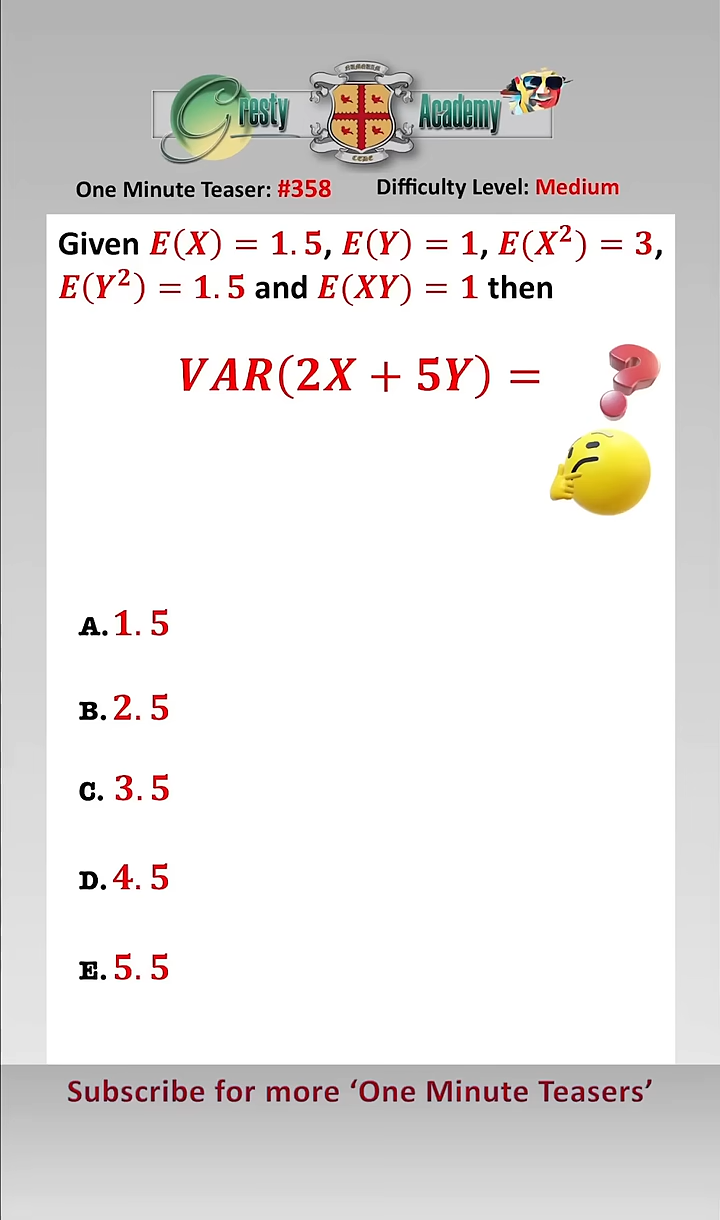 Gresty Academy
One Minute Teaser: #358 Difficulty Level: Medium
Given E(X) = 1.5, E(Y) = 1, E(X²) = 3,
E(Y²) = 1.5 and E(XY) = 1 then
VAR(2X + 5Y) = ?
A. 1.5
B. 2.5
C. 3.5
D. 4.5
E. 5.5
Subscribe for more ‘One Minute Teasers’